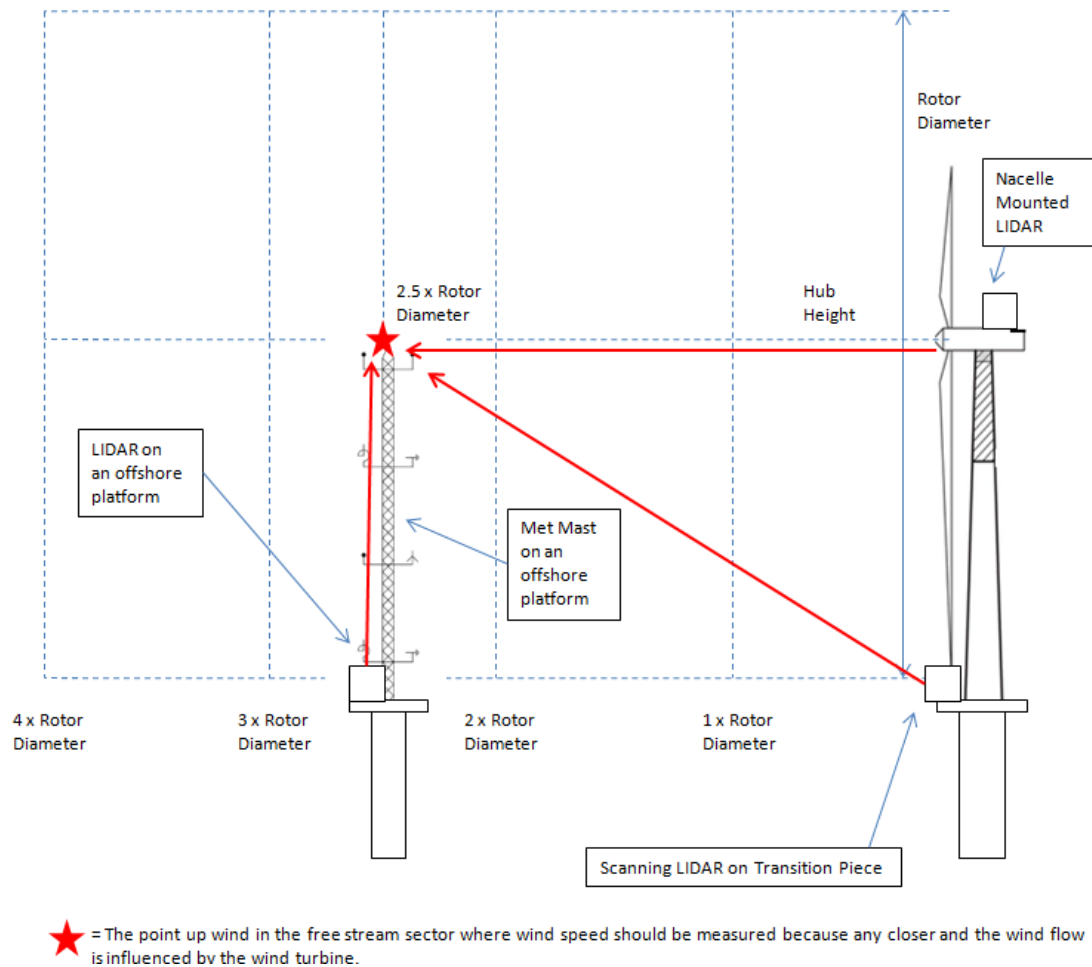 Rotor
Diameter
Nacelle
Mounted
LIDAR
2.5 x Rotor
Diameter
Hub
Height
LIDAR on
an offshore
platform
Met Mast
on an
offshore
platform
4 x Rotor
Diameter
3 x Rotor
Diameter
2 x Rotor
Diameter
1 x Rotor
Diameter
Scanning LIDAR on Transition Piece
= The point up wind in the free stream sector where wind speed should be measured because any closer and the wind flow
is influenced by the wind turbine.